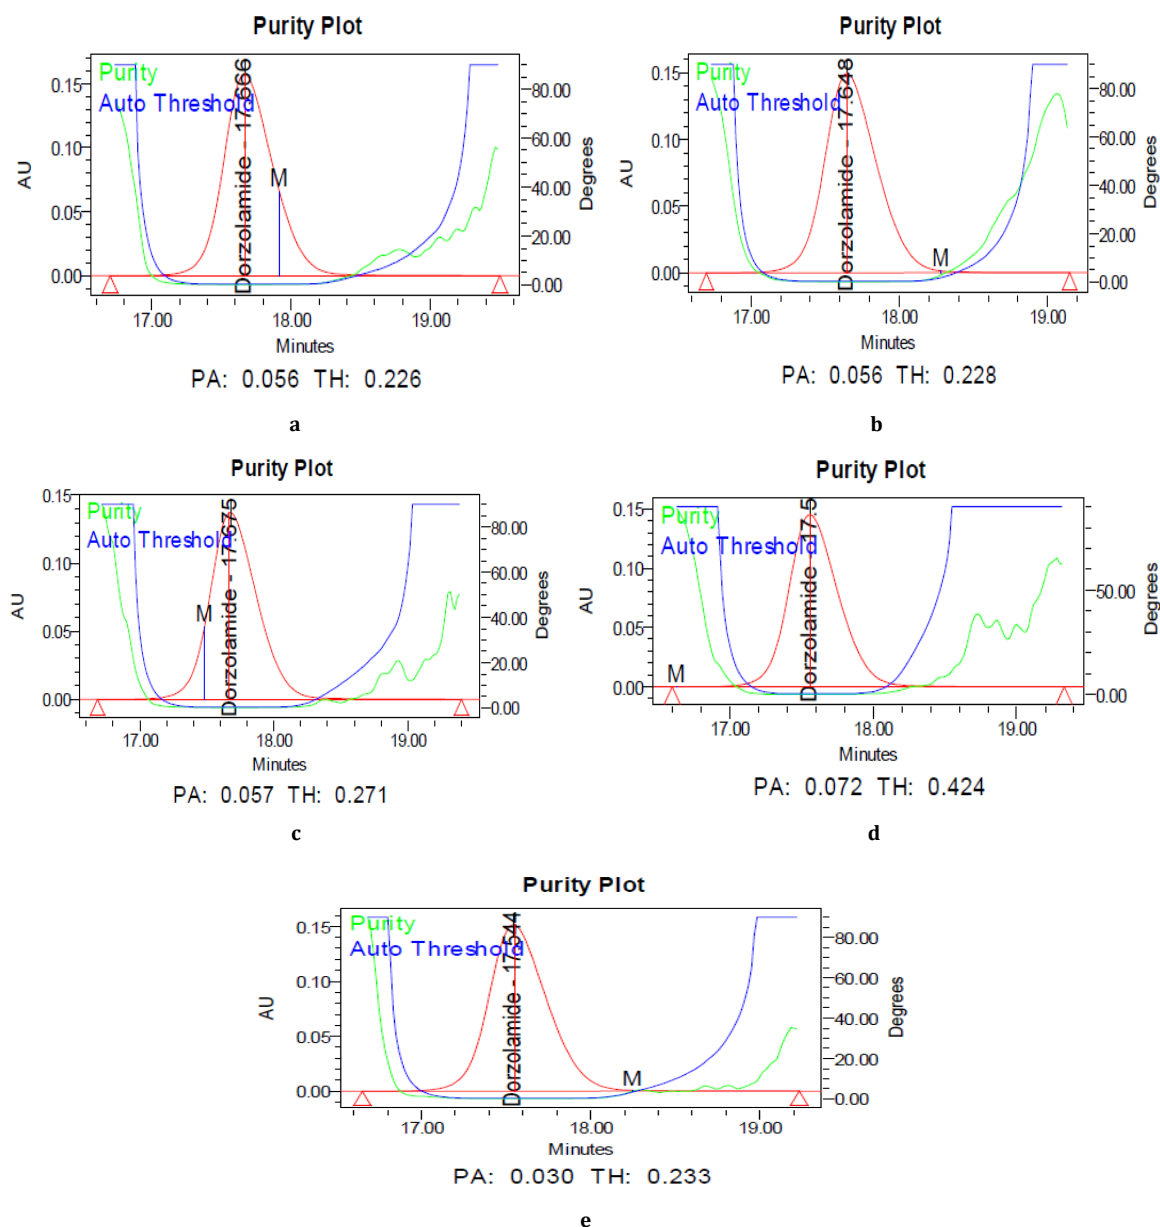 Purity Plot
Purity
Auto Threshold
Dorzolamide - 17.666
M
AU
0.15
0.10
0.05
0.00
80.00
60.00
40.00
20.00
0.00
Degrees
17.00 18.00 19.00
Minutes
PA: 0.056 TH: 0.226
a
Purity Plot
Purity
Auto Threshold
Dorzolamide - 17.648
M
AU
0.15
0.10
0.05
0.00
80.00
60.00
40.00
20.00
0.00
Degrees
17.00 18.00 19.00
Minutes
PA: 0.056 TH: 0.228
b
Purity Plot
Purity
Auto Threshold
Dorzolamide - 17.675
M
AU
0.15
0.10
0.05
0.00
80.00
60.00
40.00
20.00
0.00
Degrees
17.00 18.00 19.00
Minutes
PA: 0.057 TH: 0.271
c
Purity Plot
Purity
Auto Threshold
Dorzolamide - 17.5
M
AU
0.15
0.10
0.05
0.00
50.00
0.00
Degrees
17.00 18.00 19.00
Minutes
PA: 0.072 TH: 0.424
d
Purity Plot
Purity
Auto Threshold
Dorzolamide - 17.544
M
AU
0.15
0.10
0.05
0.00
80.00
60.00
40.00
20.00
0.00
Degrees
17.00 18.00 19.00
Minutes
PA: 0.030 TH: 0.233
e